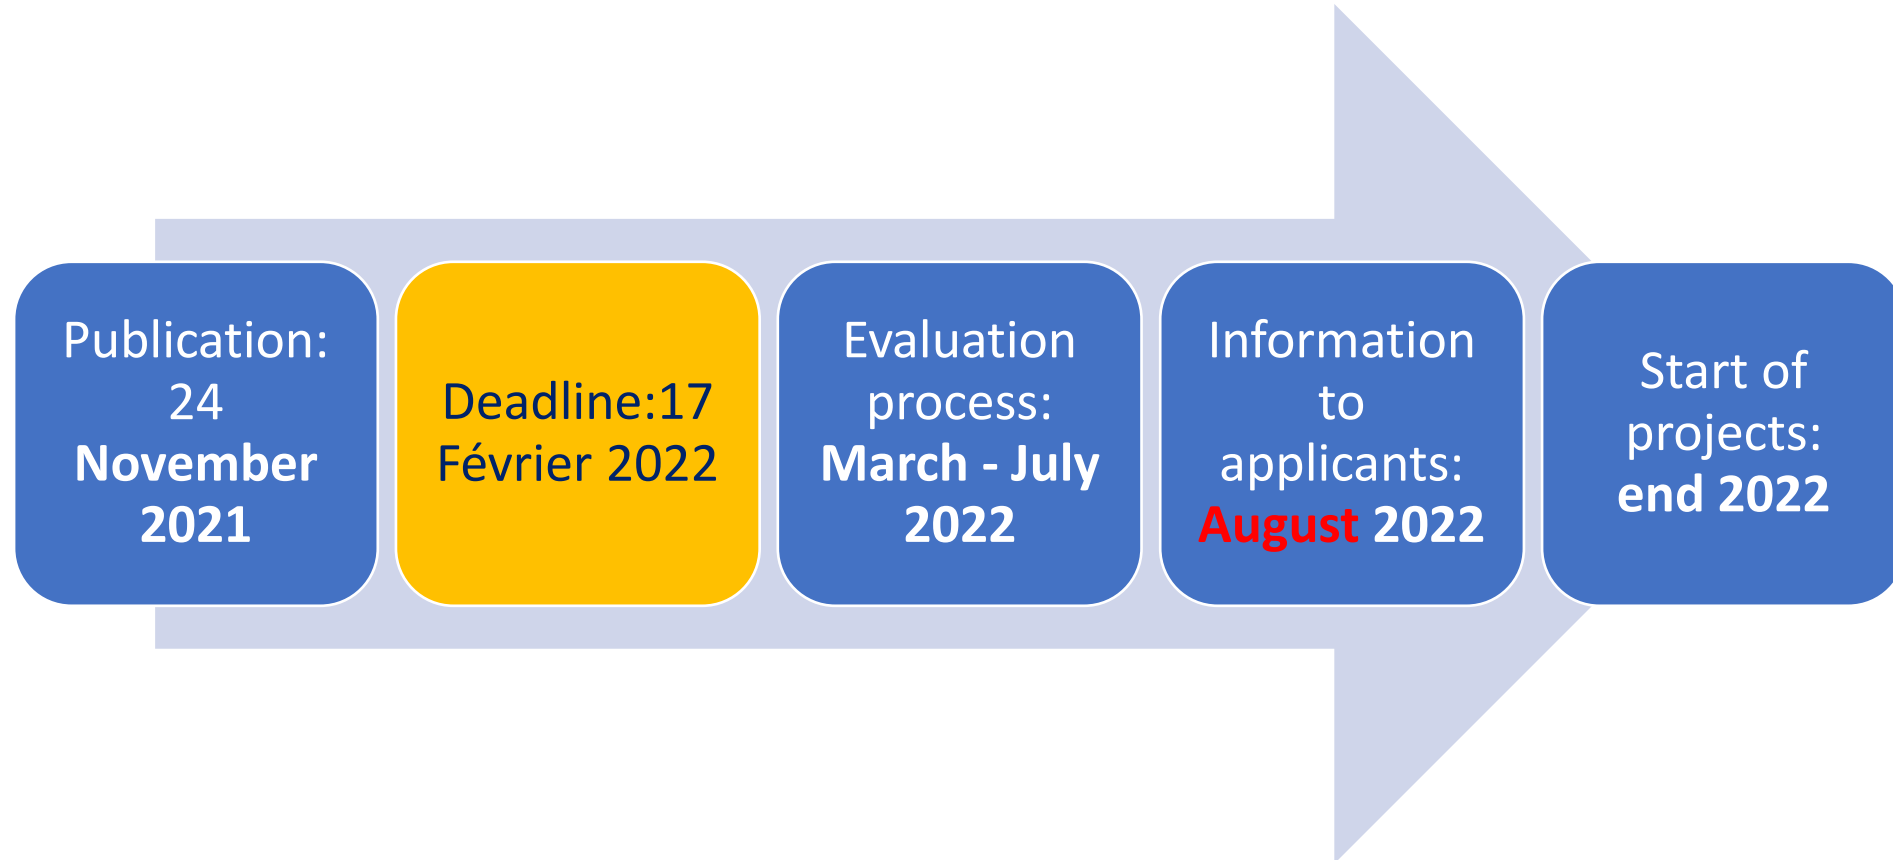 Publication:
24
November
2021
Deadline:17
Février 2022
Evaluation
process:
March - July
2022
Information
to
applicants:
August 2022
Start of
projects:
end 2022